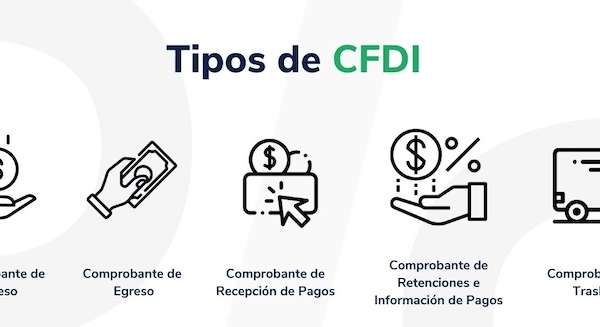 Tipos de CFDI
ante de
eso
Comprobante de
Egreso
Comprobante de
Recepción de Pagos
Comprobante de
Retenciones e
Información de Pagos
Comprob
Trasl